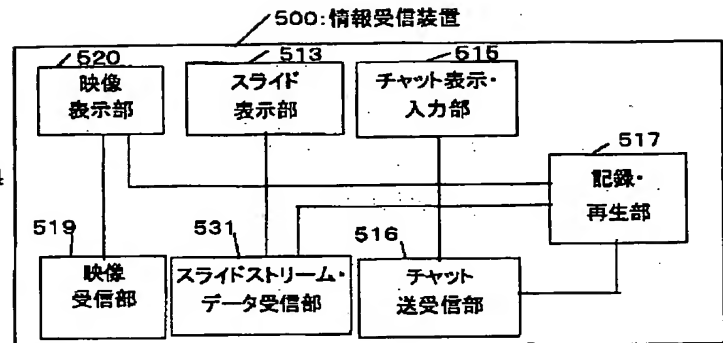 500:情報受信装置
520
映像
表示部
513
スライド
表示部
515
チャット表示・
入力部
517
記録・
再生部
519
映像
受信部
531
スライドストリーム・
データ受信部
516
チャット
送受信部